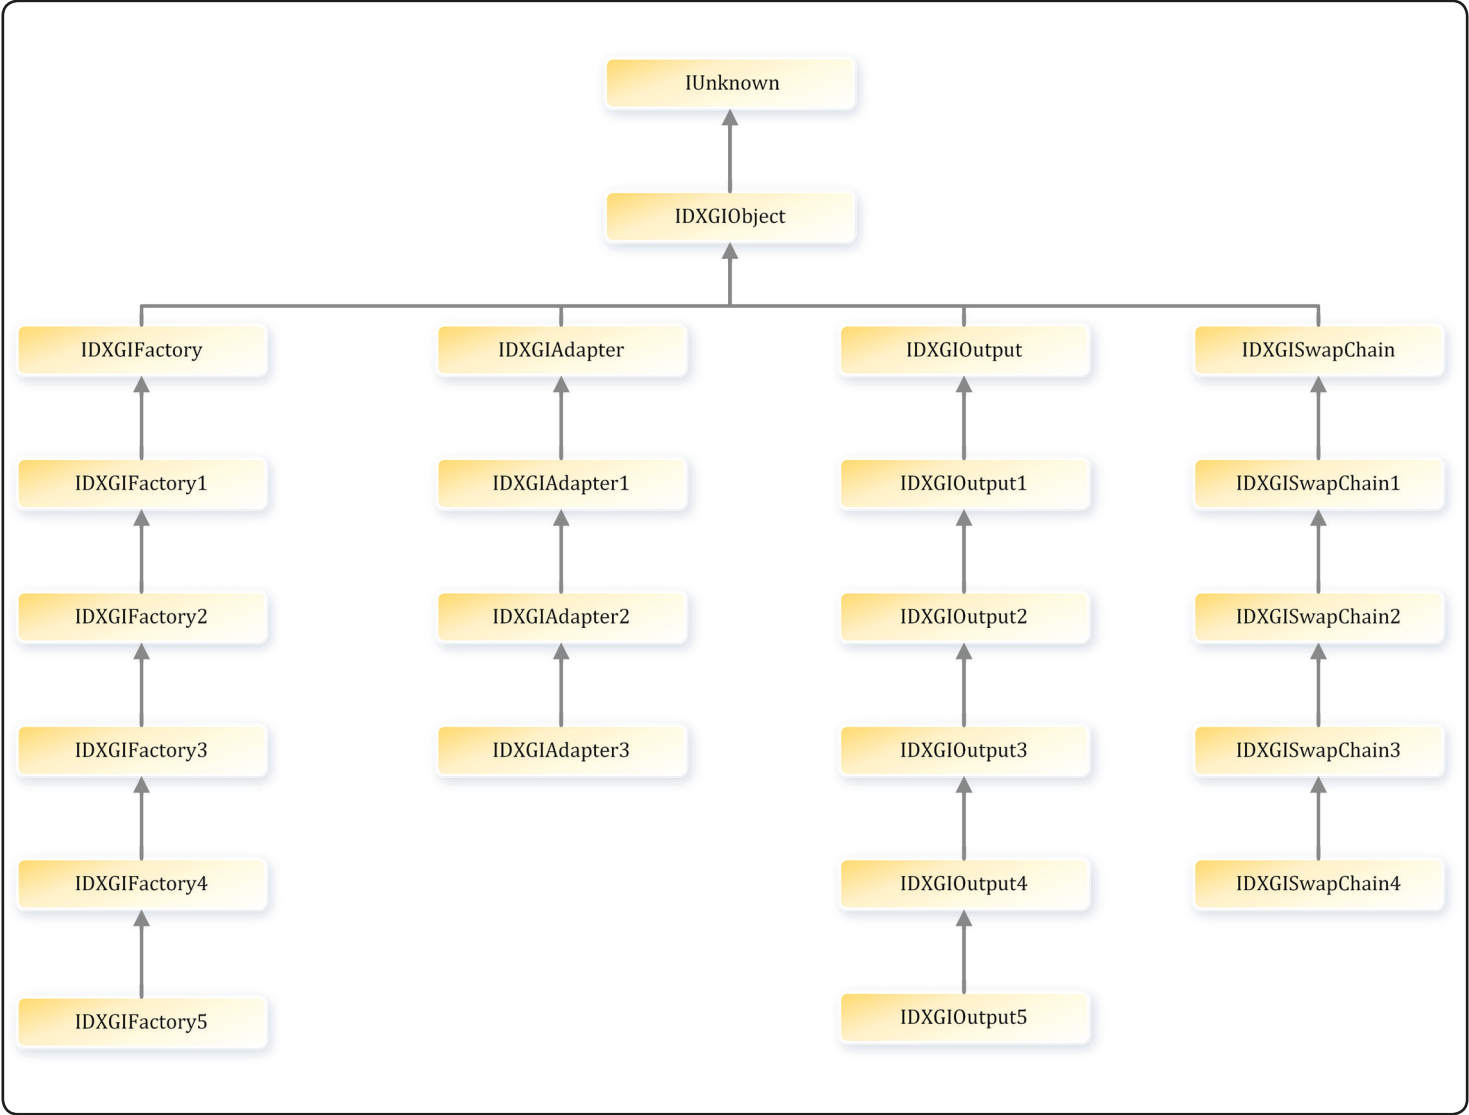 IUnknown
IDXGIObject
IDXGIFactory
IDXGIAdapter
IDXGIOutput
IDXGISwapChain
IDXGIFactory1
IDXGIAdapter1
IDXGIOutput1
IDXGISwapChain1
IDXGIFactory2
IDXGIAdapter2
IDXGIOutput2
IDXGISwapChain2
IDXGIFactory3
IDXGIAdapter3
IDXGIOutput3
IDXGISwapChain3
IDXGIFactory4
IDXGIOutput4
IDXGISwapChain4
IDXGIFactory5
IDXGIOutput5